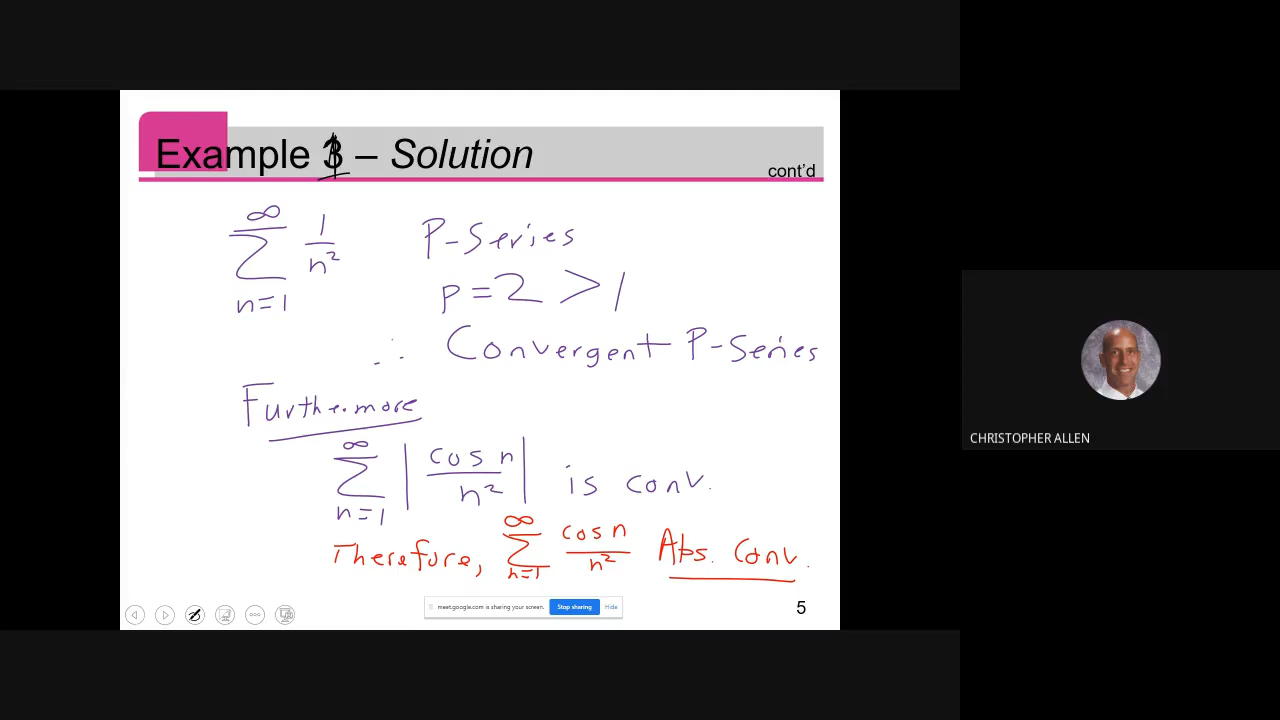 Example 1 – Solution
cont'd
∞
∑ 1/n² P-Series
n=1
p = 2 > 1
∴ Convergent P-Series
Furthermore
∞
∑ |cos n / n²| is conv.
n=1
Therefore, ∞ ∑ n=1 cos n / n² Abs. Conv.
meet.google.com is sharing your screen. Stop sharing Hide
5
CHRISTOPHER ALLEN